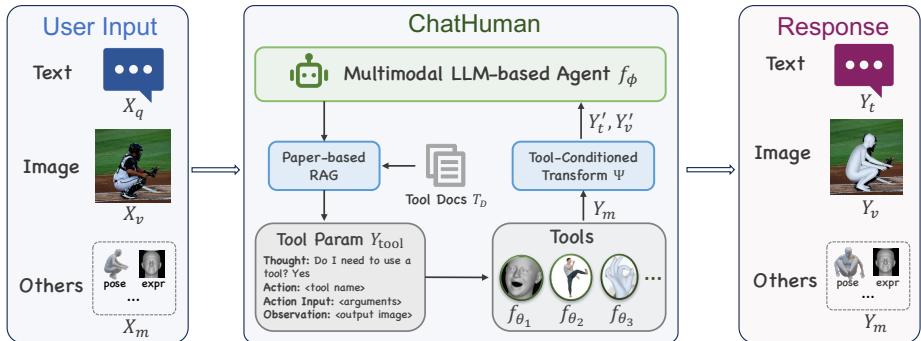 User Input
Text
X_q
Image
X_v
Others
pose expr
...
X_m
ChatHuman
Multimodal LLM-based Agent f_ϕ
Y′_t, Y′_v
Paper-based
RAG
Tool Docs T_D
Tool-Conditioned
Transform Ψ
Y_m
Tool Param Y_tool
Thought: Do I need to use a
tool? Yes
Action: <tool name>
Action Input: <arguments>
Observation: <output image>
Tools
...
f_θ₁ f_θ₂ f_θ₃
Response
Text
Y_t
Image
Y_v
Others
pose expr
...
Y_m